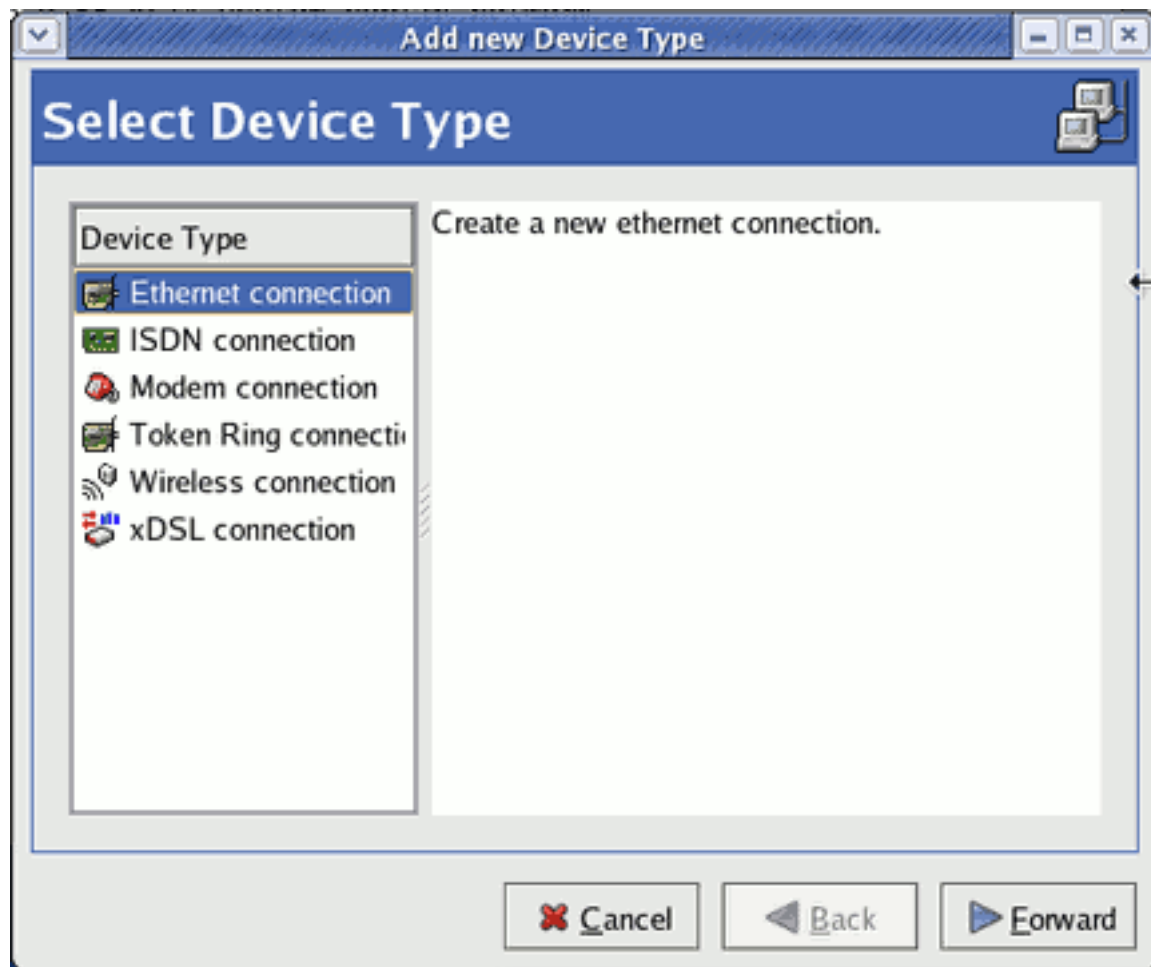 Add new Device Type
Select Device Type
Device Type
Ethernet connection
ISDN connection
Modem connection
Token Ring connecti
Wireless connection
xDSL connection
Create a new ethernet connection.
Cancel
Back
Forward